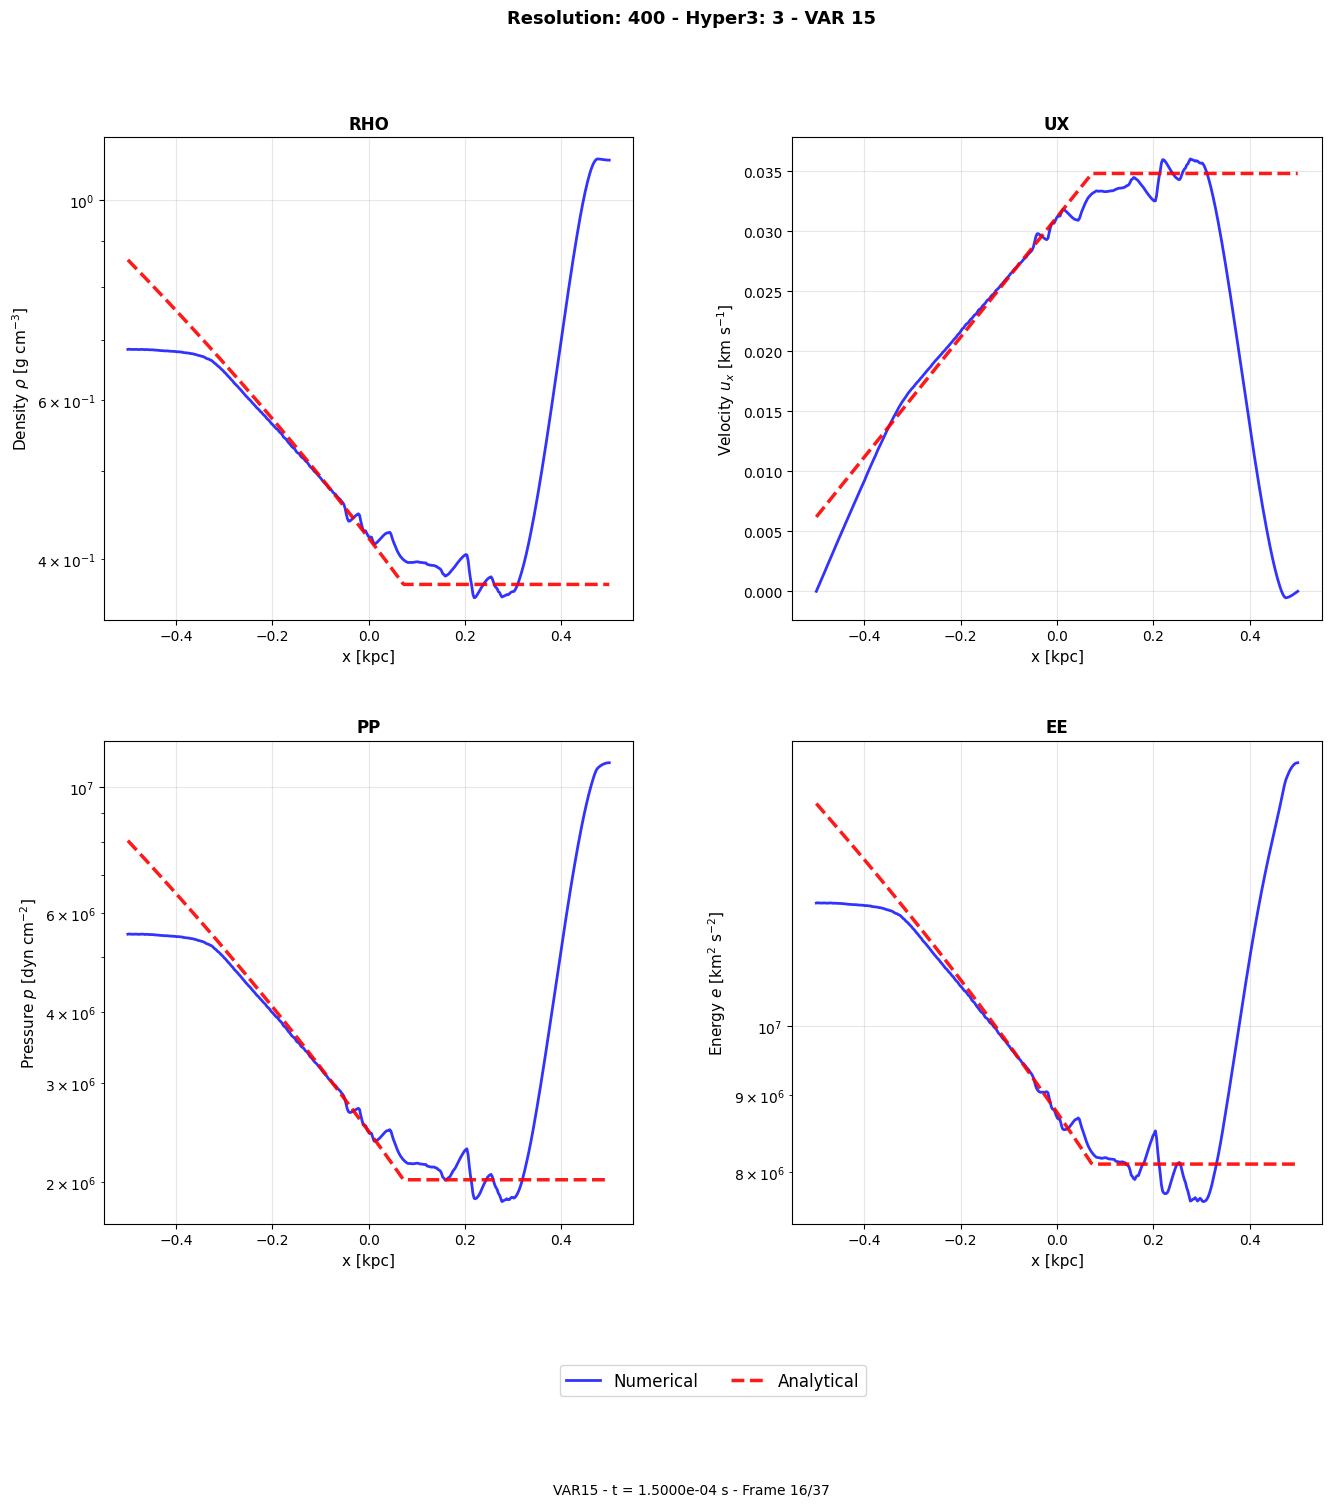 Resolution: 400 - Hyper3: 3 - VAR 15
RHO
Density ρ [g cm⁻³]
10⁰
6 × 10⁻¹
4 × 10⁻¹
−0.4 −0.2 0.0 0.2 0.4
x [kpc]
UX
Velocity uₓ [km s⁻¹]
0.035
0.030
0.025
0.020
0.015
0.010
0.005
0.000
−0.4 −0.2 0.0 0.2 0.4
x [kpc]
PP
Pressure p [dyn cm⁻²]
10⁷
6 × 10⁶
4 × 10⁶
3 × 10⁶
2 × 10⁶
−0.4 −0.2 0.0 0.2 0.4
x [kpc]
EE
Energy e [km² s⁻²]
10⁷
9 × 10⁶
8 × 10⁶
−0.4 −0.2 0.0 0.2 0.4
x [kpc]
Numerical Analytical
VAR15 - t = 1.5000e-04 s - Frame 16/37